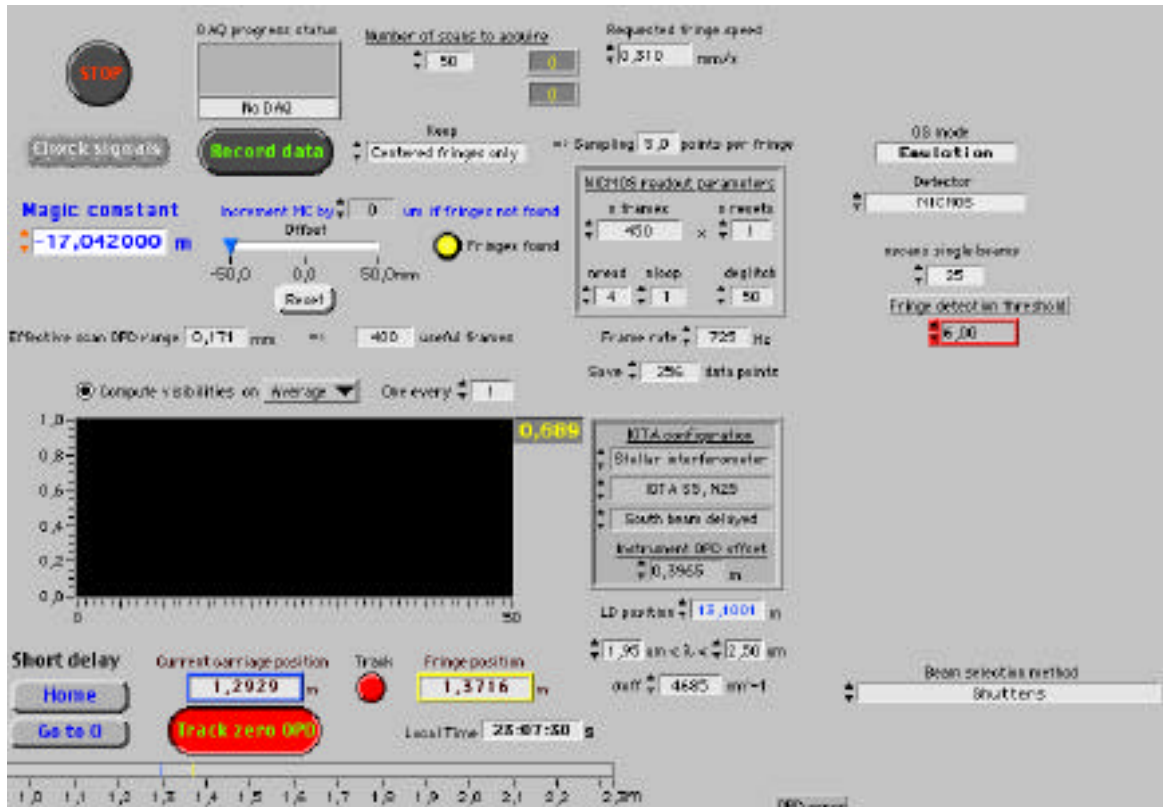 DAQ progress status
Number of scans to acquire
Requested fringe speed
STOP
50
0
0,310 mm/s
No DAQ
0
Check signals
Record data
Keep
Centered fringes only
=: Sampling 5,0 points per fringe
OS mode
Emulation
NICMOS readout parameters
n frames
n resets
450 x 1
Detector
NICMOS
Magic constant
Increment MC by 0 um if fringes not found
-17,042000 m
Offset
Fringes found
-50,0 0,0 50,0mm
Reset
nread nloop deglitch
4 1 50
nscans single-beams
25
Fringe detection threshold
6,00
Effective scan OPD range 0,171 mm =: 400 useful frames
Frame rate 725 Hz
Save 256 data points
Compute visibilities on Average One every 1
1,0
0,8
0,6
0,4
0,2
0,0
0 50
0,689
IOTA configuration
Stellar interferometer
IOTA S5, N25
South beam delayed
Instrument OPD offset
0,3965 m
LD position 13,1001 m
1,95 um < λ < 2,50 um
4685
Short delay
Current carriage position
Track
Fringe position
Home
1,2929 m
1,3716 m
Go to 0
Track zero OPD
Local Time 23:07:30
Beam selection method
Shutters
1,0 1,1 1,2 1,3 1,4 1,5 1,6 1,7 1,8 1,9 2,0 2,1 2,2 2,3m